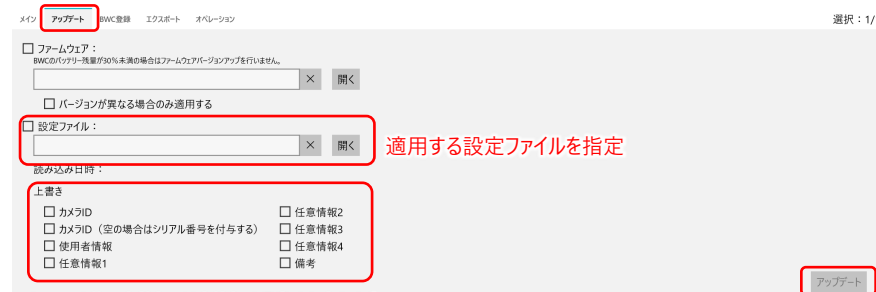 メイン アップデート BWC登録 エクスポート オペレーション 選択：1/
ファームウェア：
BWCのバッテリー残量が30％未満の場合はファームウェアバージョンアップを行いません。
× 開く
バージョンが異なる場合のみ適用する
設定ファイル：
× 開く 適用する設定ファイルを指定
読み込み日時：
上書き
カメラID 任意情報2
カメラID（空の場合はシリアル番号を付与する） 任意情報3
使用者情報 任意情報4
任意情報1 備考
アップデート